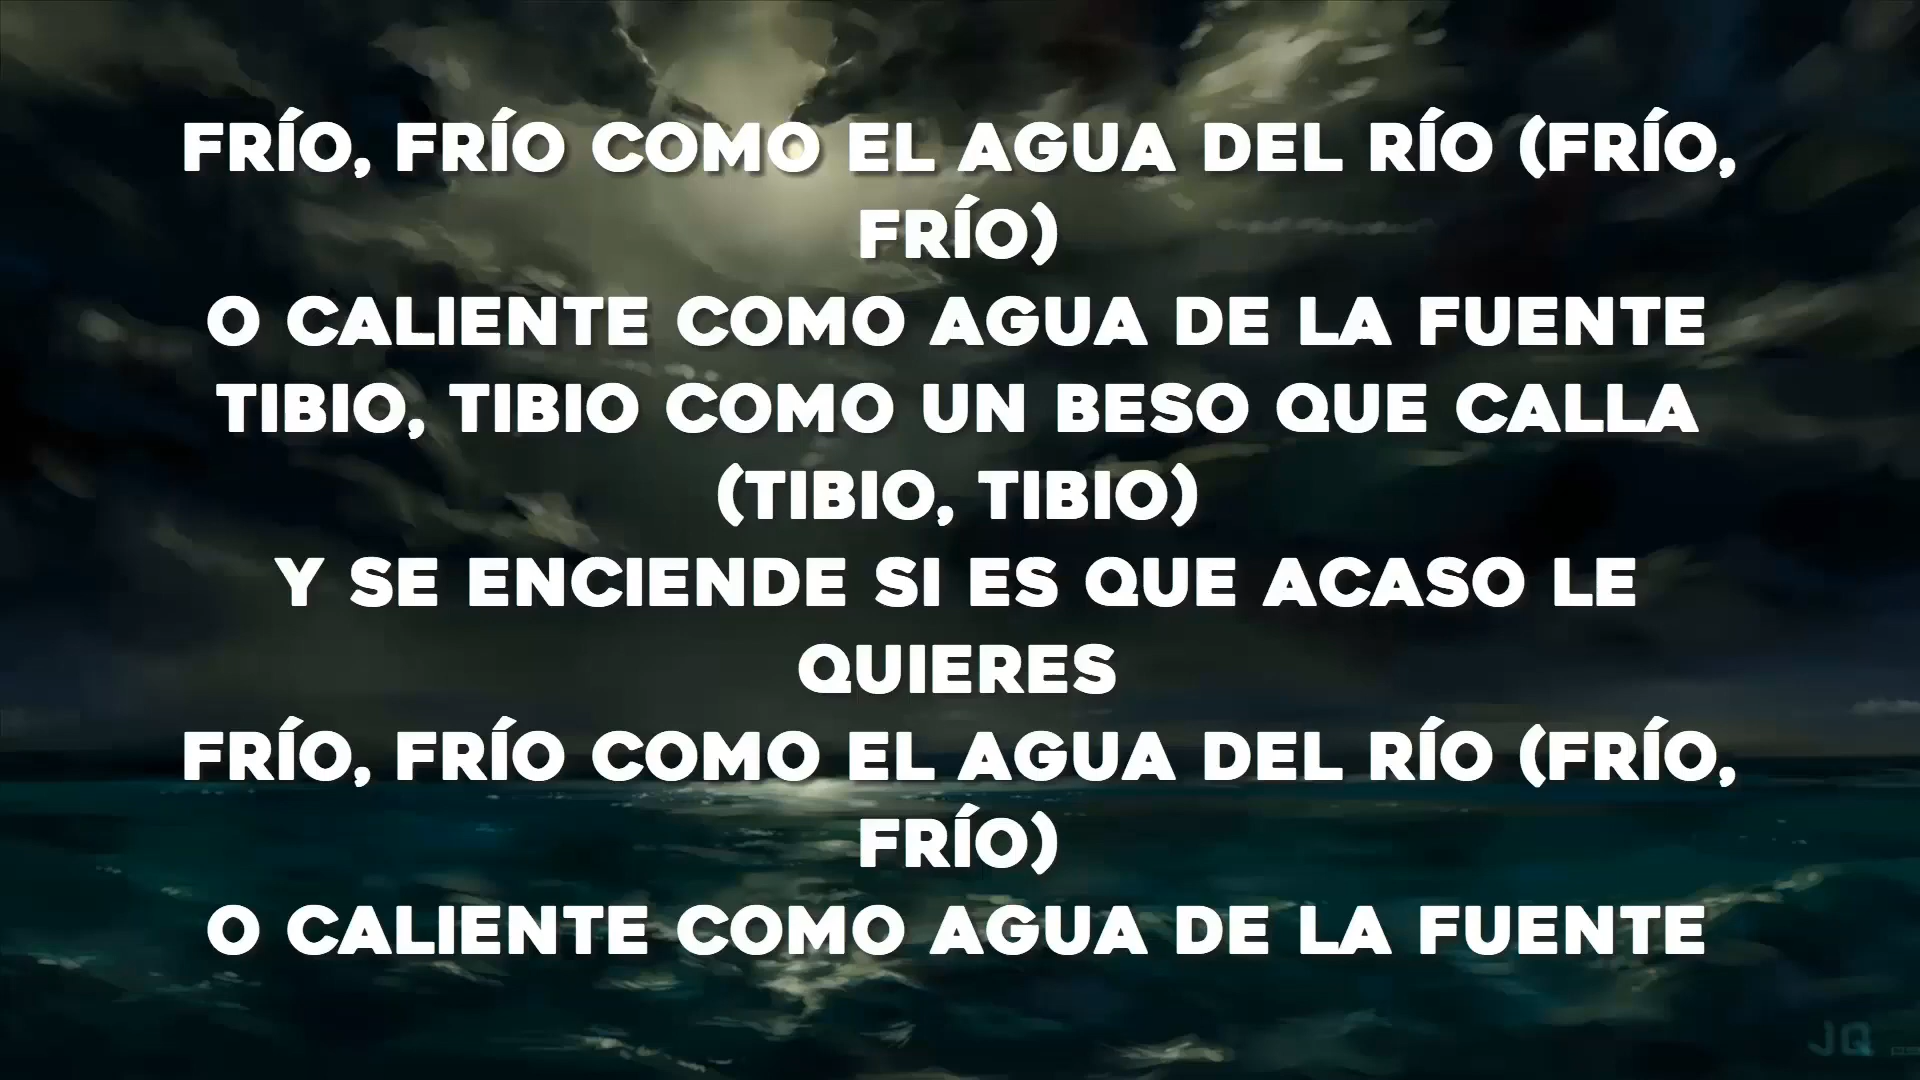 FRÍO, FRÍO COMO EL AGUA DEL RÍO (FRÍO,
FRÍO)
O CALIENTE COMO AGUA DE LA FUENTE
TIBIO, TIBIO COMO UN BESO QUE CALLA
(TIBIO, TIBIO)
Y SE ENCIENDE SI ES QUE ACASO LE
QUIERES
FRÍO, FRÍO COMO EL AGUA DEL RÍO (FRÍO,
FRÍO)
O CALIENTE COMO AGUA DE LA FUENTE
JQ